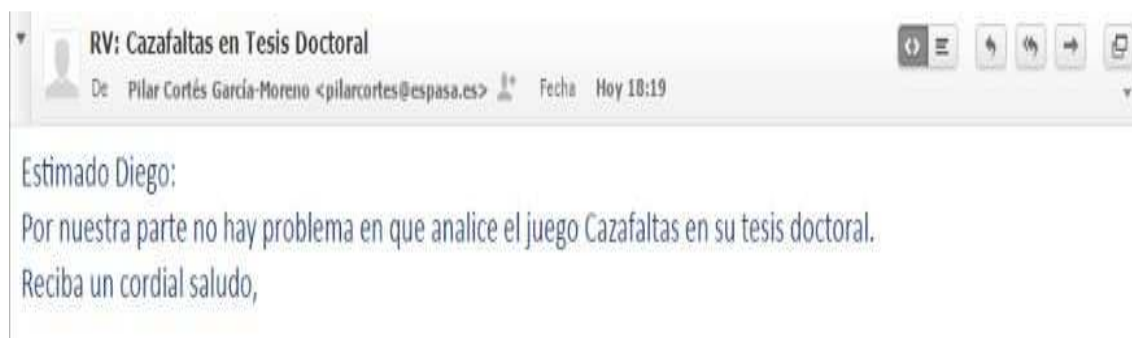 RV: Cazafaltas en Tesis Doctoral
De Pilar Cortés García-Moreno <pilarcortes@espasa.es> Fecha Hoy 18:19
Estimado Diego:
Por nuestra parte no hay problema en que analice el juego Cazafaltas en su tesis doctoral.
Reciba un cordial saludo,